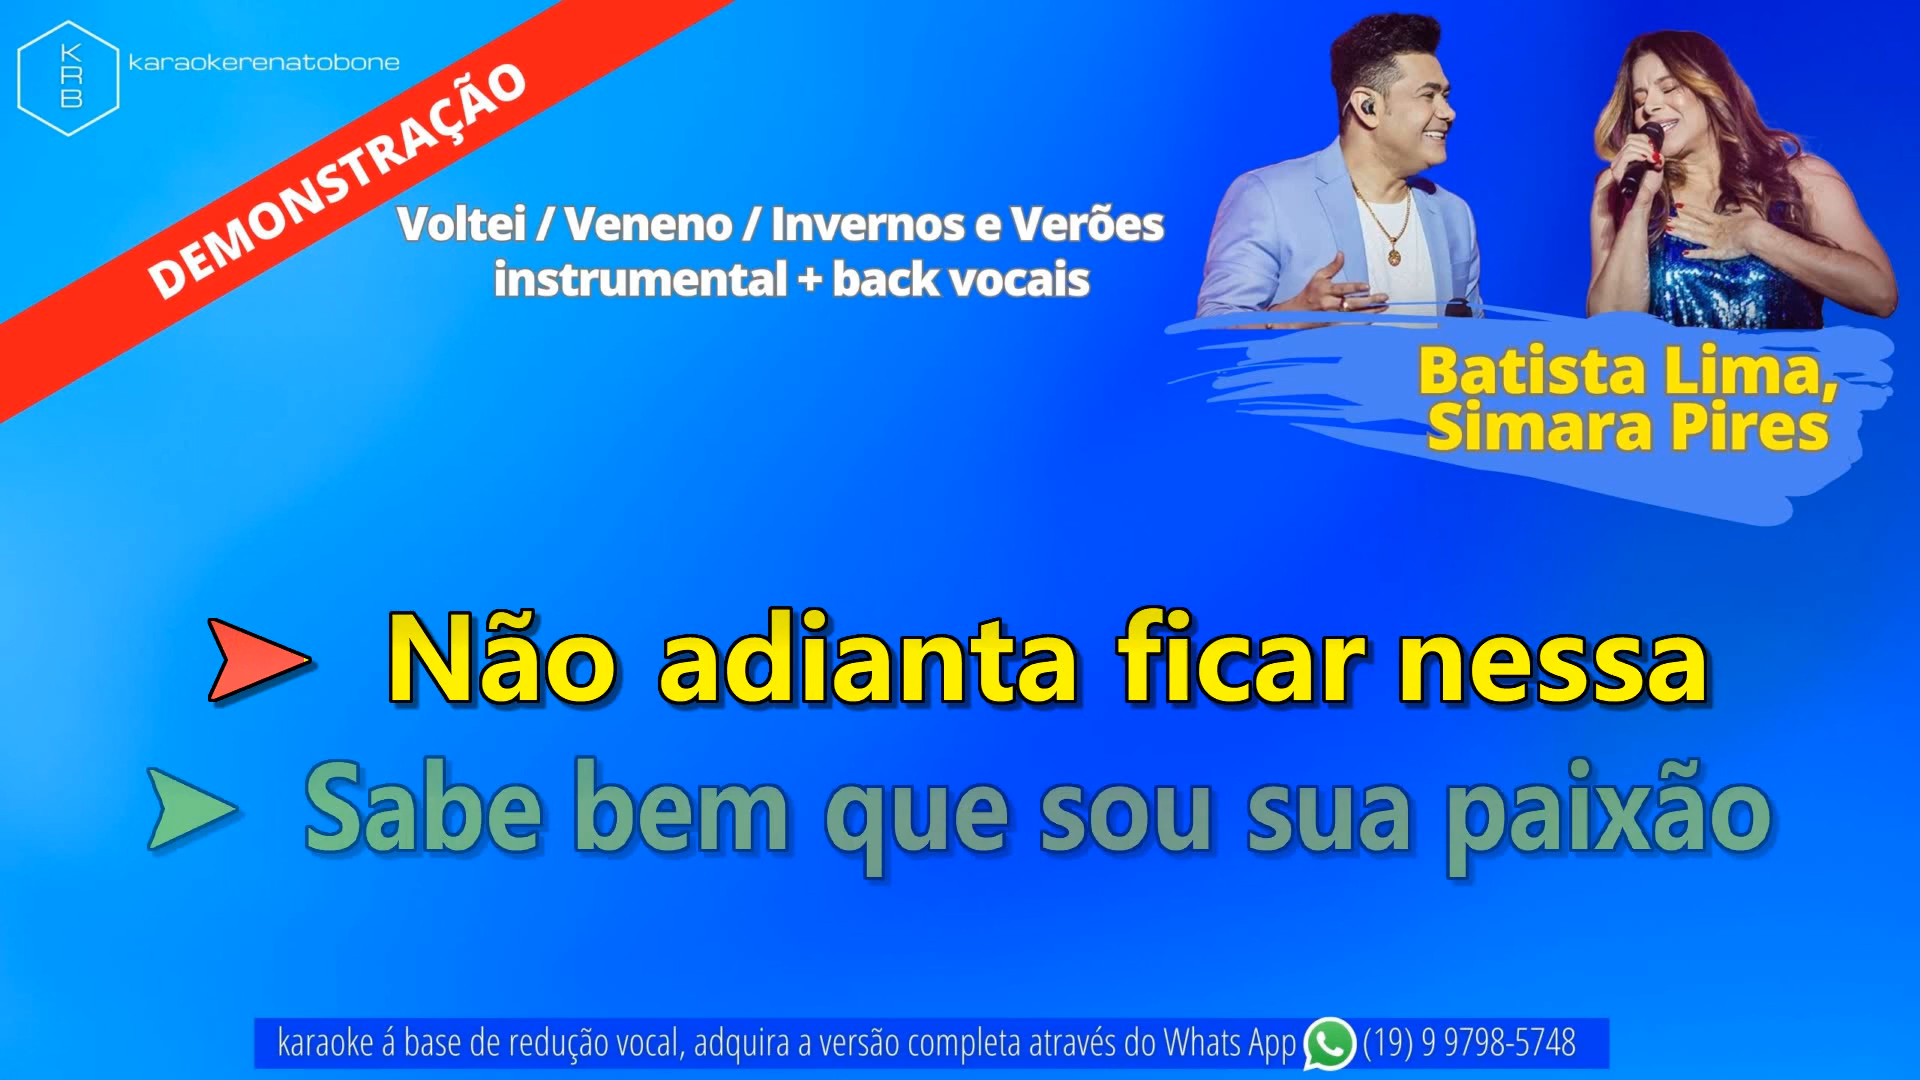 KRB
karaokerenatobone
DEMONSTRAÇÃO
Voltei / Veneno / Invernos e Verões
instrumental + back vocais
Batista Lima,
Simara Pires
Não adianta ficar nessa
Sabe bem que sou sua paixão
karaoke á base de redução vocal, adquira a versão completa através do Whats App (19) 9 9798-5748